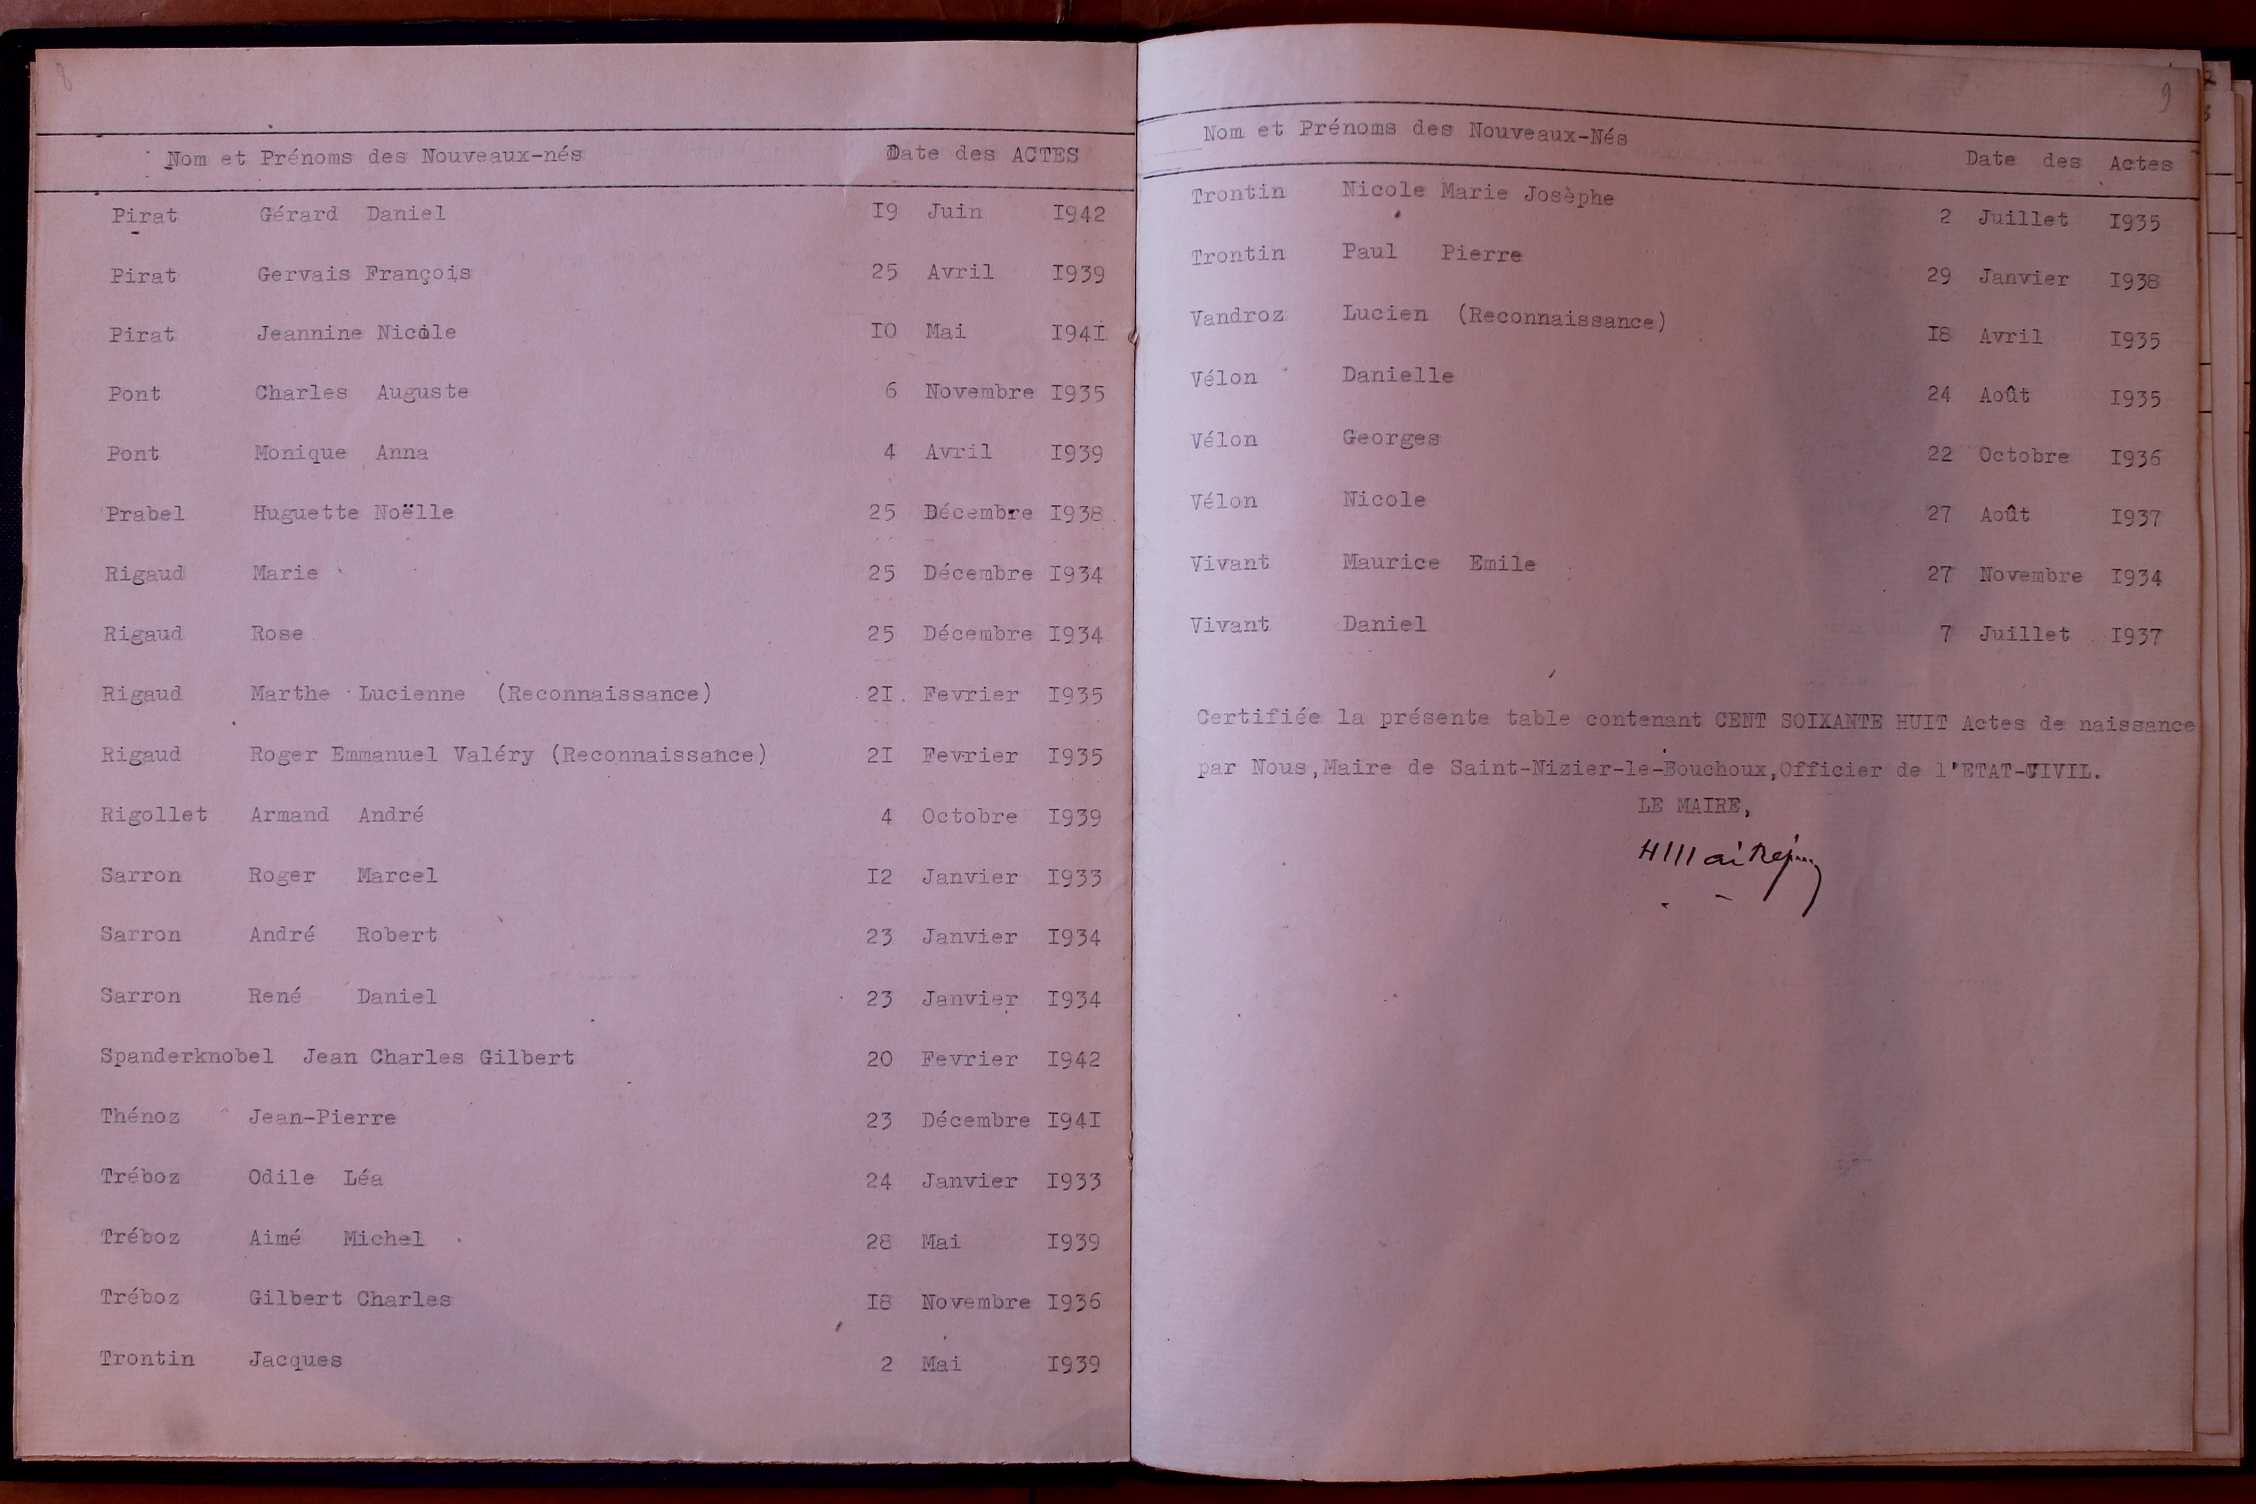 8
Nom et Prénoms des Nouveaux-nés Date des ACTES
Pirat Gérard Daniel 19 Juin 1942
Pirat Gervais François 25 Avril 1939
Pirat Jeannine Nicole 10 Mai 1941
Pont Charles Auguste 6 Novembre 1935
Pont Monique Anna 4 Avril 1939
Prabel Huguette Noëlle 25 Décembre 1938
Rigaud Marie 25 Décembre 1934
Rigaud Rose 25 Décembre 1934
Rigaud Marthe Lucienne (Reconnaissance) 21 Fevrier 1935
Rigaud Roger Emmanuel Valéry (Reconnaissance) 21 Fevrier 1935
Rigollet Armand André 4 Octobre 1939
Sarron Roger Marcel 12 Janvier 1933
Sarron André Robert 23 Janvier 1934
Sarron René Daniel 23 Janvier 1934
Spanderknobel Jean Charles Gilbert 20 Fevrier 1942
Thénoz Jean-Pierre 23 Décembre 1941
Tréboz Odile Léa 24 Janvier 1933
Tréboz Aimé Michel 28 Mai 1939
Tréboz Gilbert Charles 18 Novembre 1936
Trontin Jacques 2 Mai 1939
9
Nom et Prénoms des Nouveaux-Nés Date des Actes
Trontin Nicole Marie Josèphe 2 Juillet 1935
Trontin Paul Pierre 29 Janvier 1938
Vandroz Lucien (Reconnaissance) 18 Avril 1935
Vélon Danielle 24 Août 1935
Vélon Georges 22 Octobre 1936
Vélon Nicole 27 Août 1937
Vivant Maurice Emile 27 Novembre 1934
Vivant Daniel 7 Juillet 1937
Certifiée la présente table contenant CENT SOIXANTE HUIT Actes de naissance
par Nous, Maire de Saint-Nizier-le-Bouchoux, Officier de l'ETAT-CIVIL.
LE MAIRE,